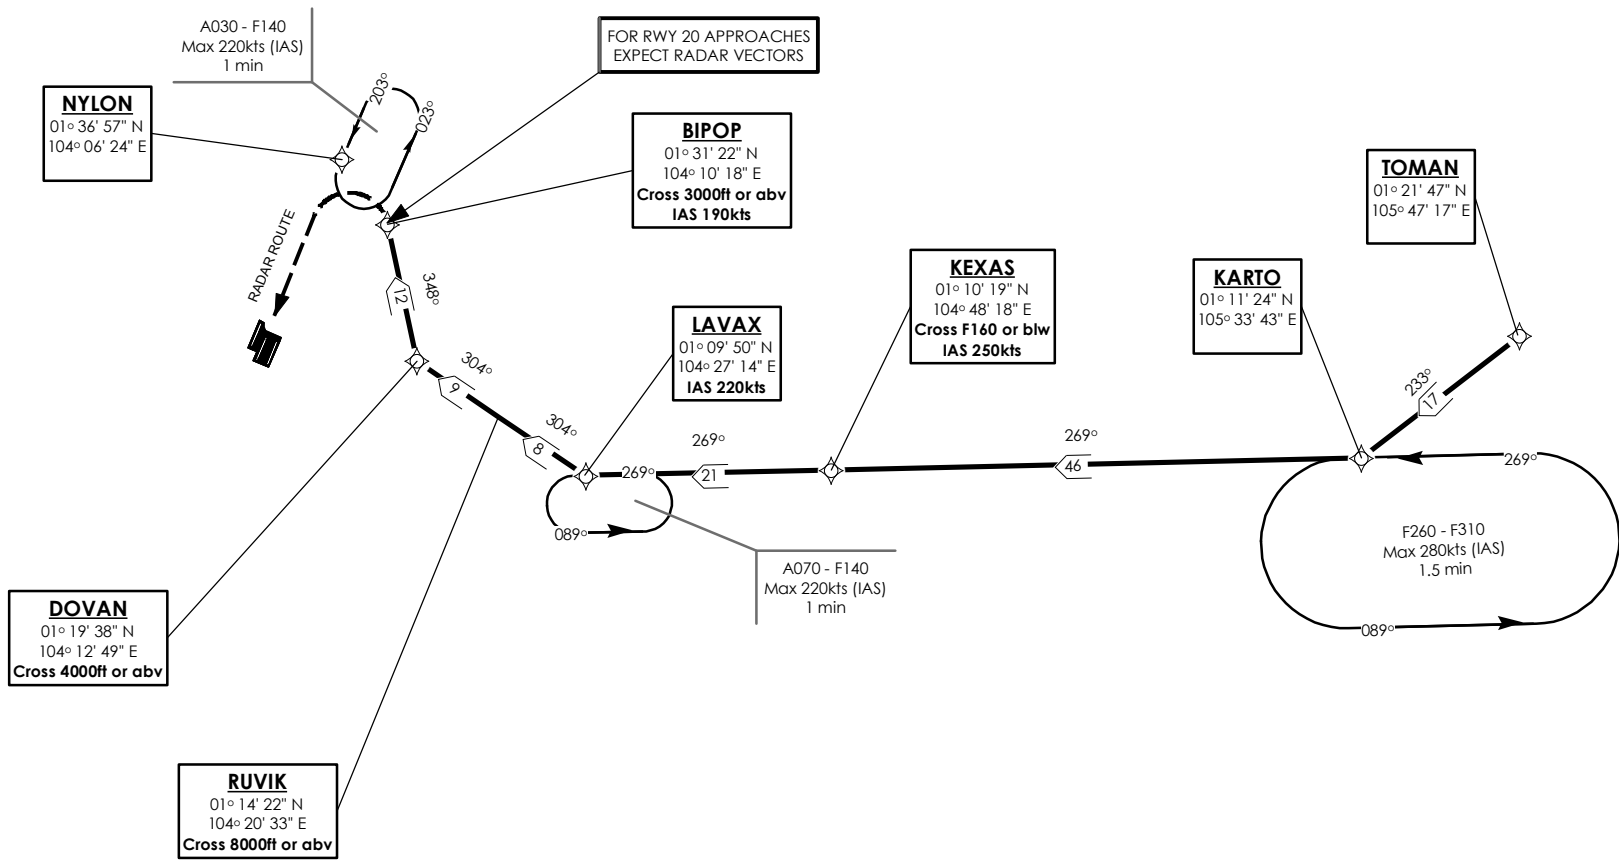 A030 - F140
Max 220kts (IAS)
1 min
FOR RWY 20 APPROACHES
EXPECT RADAR VECTORS
NYLON
01° 36' 57" N
104° 06' 24" E
203°
023°
BIPOP
01° 31' 22" N
104° 10' 18" E
Cross 3000ft or abv
IAS 190kts
TOMAN
01° 21' 47" N
105° 47' 17" E
RADAR ROUTE
KEXAS
01° 10' 19" N
104° 48' 18" E
Cross F160 or blw
IAS 250kts
KARTO
01° 11' 24" N
105° 33' 43" E
12
348°
LAVAX
01° 09' 50" N
104° 27' 14" E
IAS 220kts
304°
9
304°
8
233°
17
269°
21
269°
46
269°
089°
269°
089°
F260 - F310
Max 280kts (IAS)
1.5 min
A070 - F140
Max 220kts (IAS)
1 min
DOVAN
01° 19' 38" N
104° 12' 49" E
Cross 4000ft or abv
RUVIK
01° 14' 22" N
104° 20' 33" E
Cross 8000ft or abv